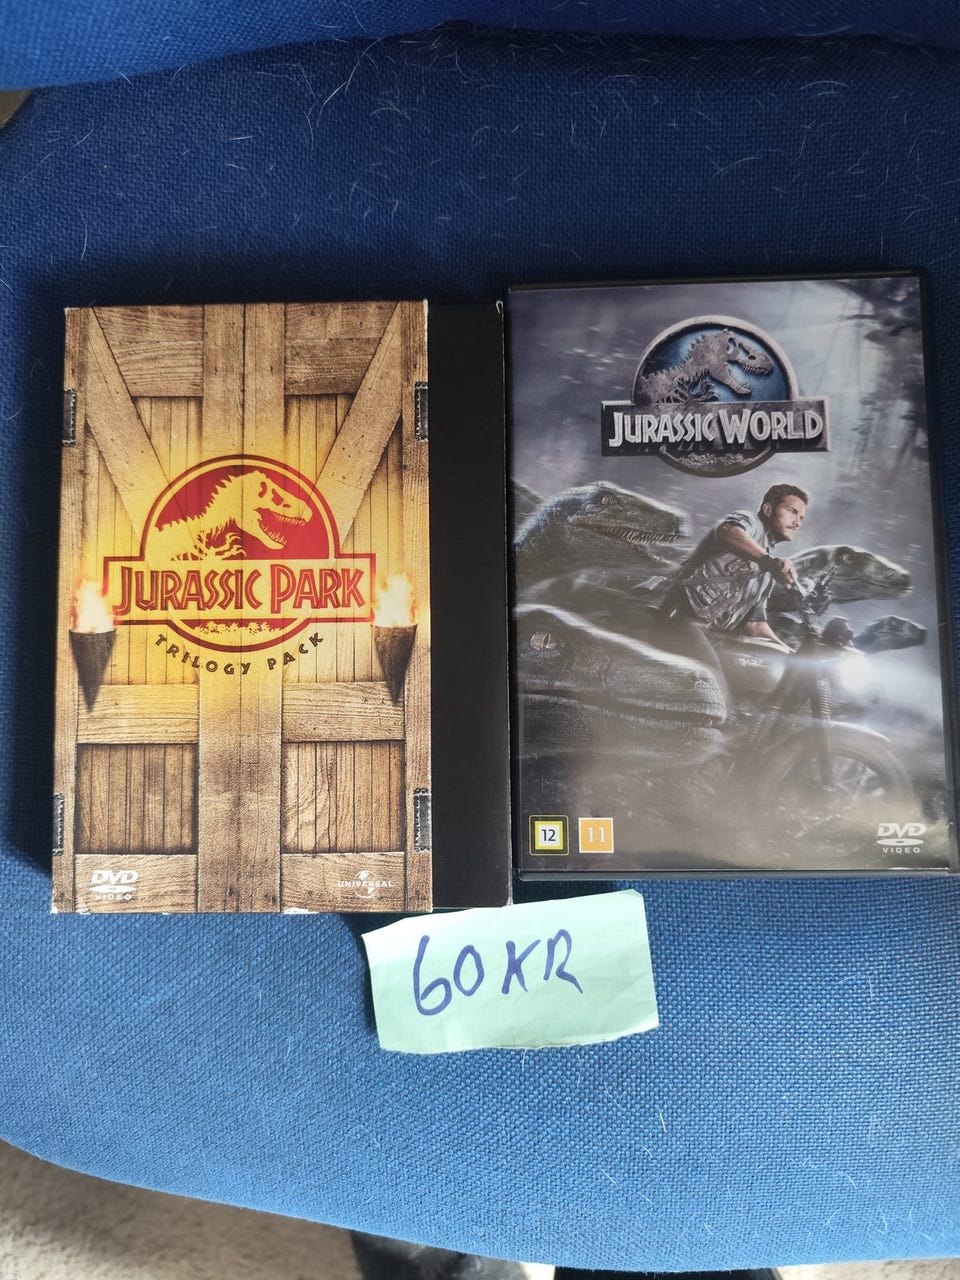 JURASSIC PARK
TRILOGY PACK
DVD
VIDEO
UNIVERSAL
JURASSIC WORLD
12
11
DVD
VIDEO
60 KR